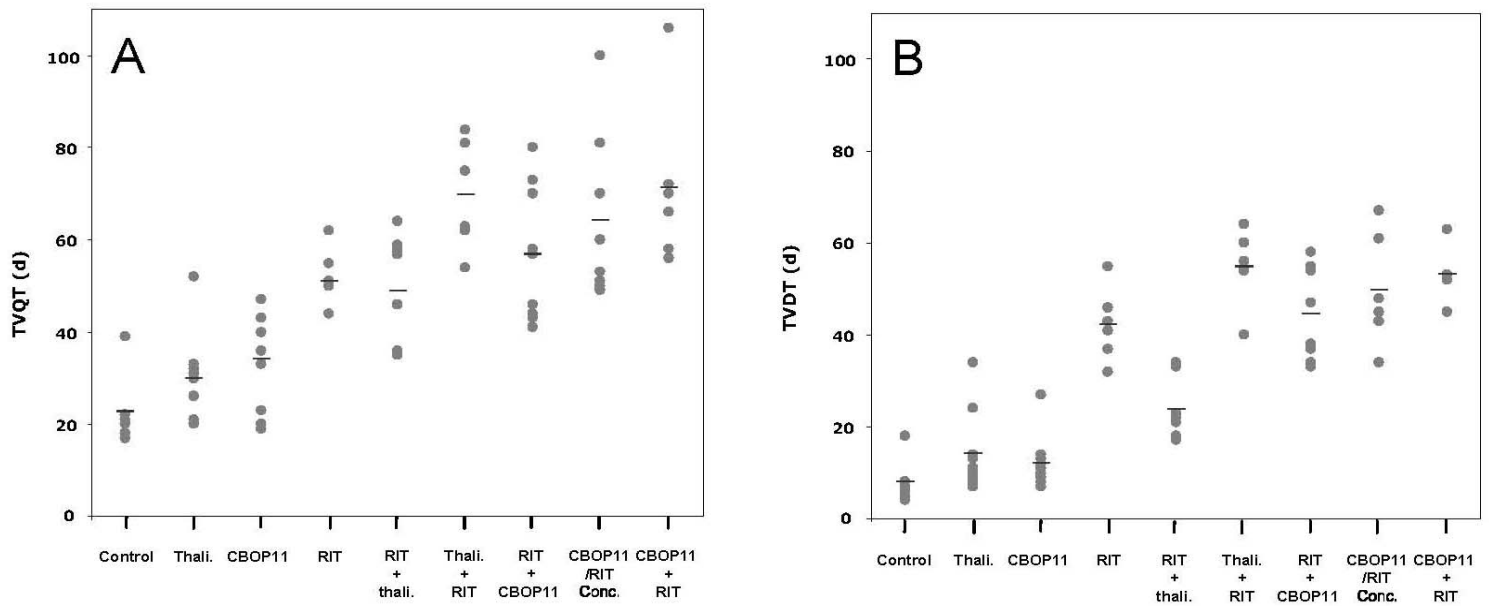 A
TVQT (d)
100
80
60
40
20
0
Control
Thali.
CBOP11
RIT
RIT
+
thali.
Thali.
+
RIT
RIT
+
CBOP11
CBOP11
/RIT
Conc.
CBOP11
+
RIT
B
TVDT (d)
100
80
60
40
20
0
Control
Thali.
CBOP11
RIT
RIT
+
thali.
Thali.
+
RIT
RIT
+
CBOP11
CBOP11
/RIT
Conc.
CBOP11
+
RIT